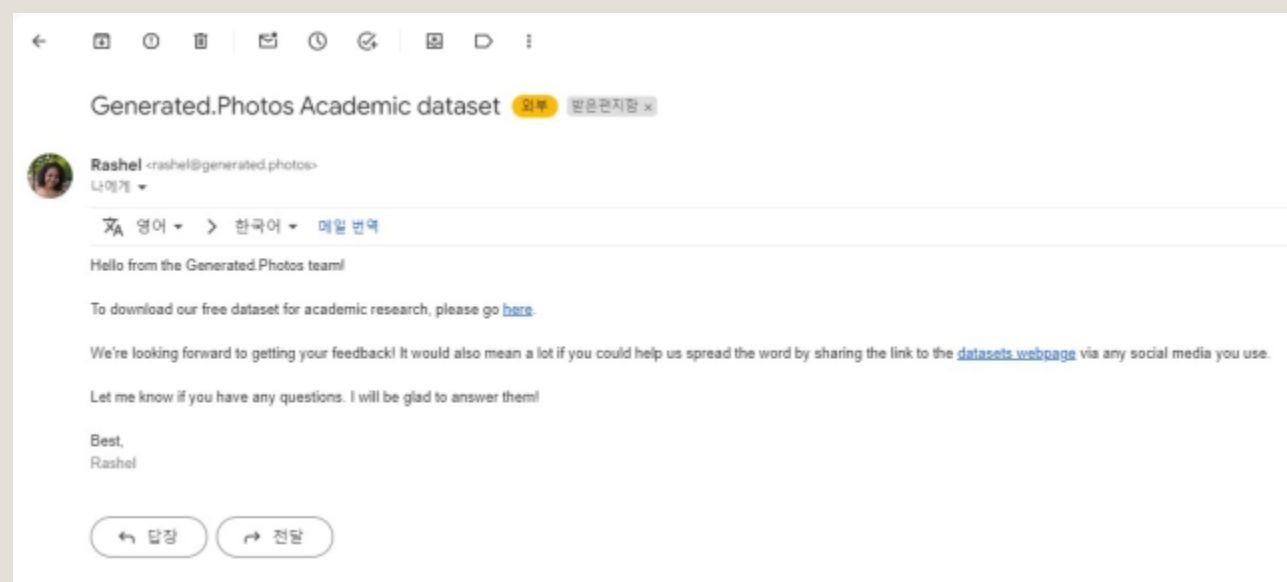 Generated.Photos Academic dataset 외부 받은편지함 ×
Rashel <rashel@generated.photos>
나에게
영어 > 한국어 메일 번역
Hello from the Generated.Photos team!
To download our free dataset for academic research, please go here.
We're looking forward to getting your feedback! It would also mean a lot if you could help us spread the word by sharing the link to the datasets webpage via any social media you use.
Let me know if you have any questions. I will be glad to answer them!
Best,
Rashel
답장 전달